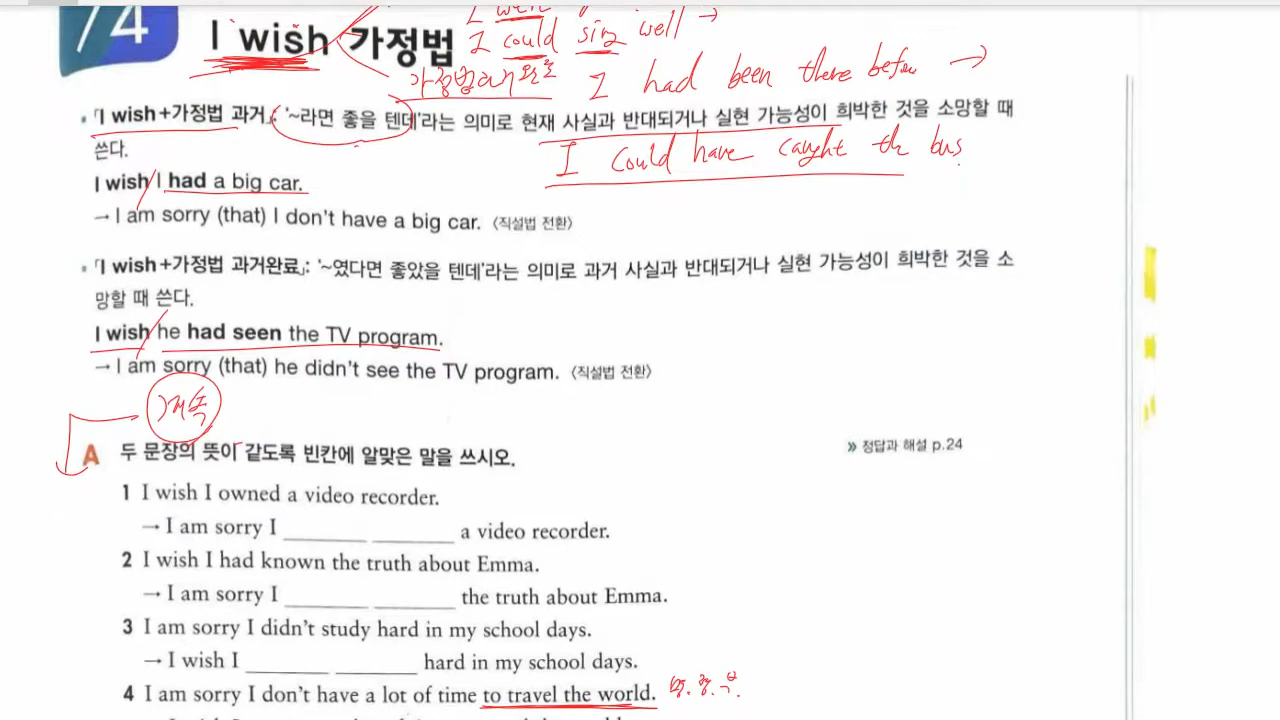 74
I wish 가정법
I could sing well →
가정법과거완료
I had been there before →
「I wish+가정법 과거」: '~라면 좋을 텐데'라는 의미로 현재 사실과 반대되거나 실현 가능성이 희박한 것을 소망할 때
쓴다.
I could have caught the bus
I wish I had a big car.
→ I am sorry (that) I don't have a big car. 〈직설법 전환〉
「I wish+가정법 과거완료」: '~였다면 좋았을 텐데'라는 의미로 과거 사실과 반대되거나 실현 가능성이 희박한 것을 소
망할 때 쓴다.
I wish he had seen the TV program.
→ I am sorry (that) he didn't see the TV program. 〈직설법 전환〉
A 두 문장의 뜻이 같도록 빈칸에 알맞은 말을 쓰시오.
» 정답과 해설 p.24
1 I wish I owned a video recorder.
→ I am sorry I ________ ________ a video recorder.
2 I wish I had known the truth about Emma.
→ I am sorry I ________ ________ the truth about Emma.
3 I am sorry I didn't study hard in my school days.
→ I wish I ________ ________ hard in my school days.
4 I am sorry I don't have a lot of time to travel the world.